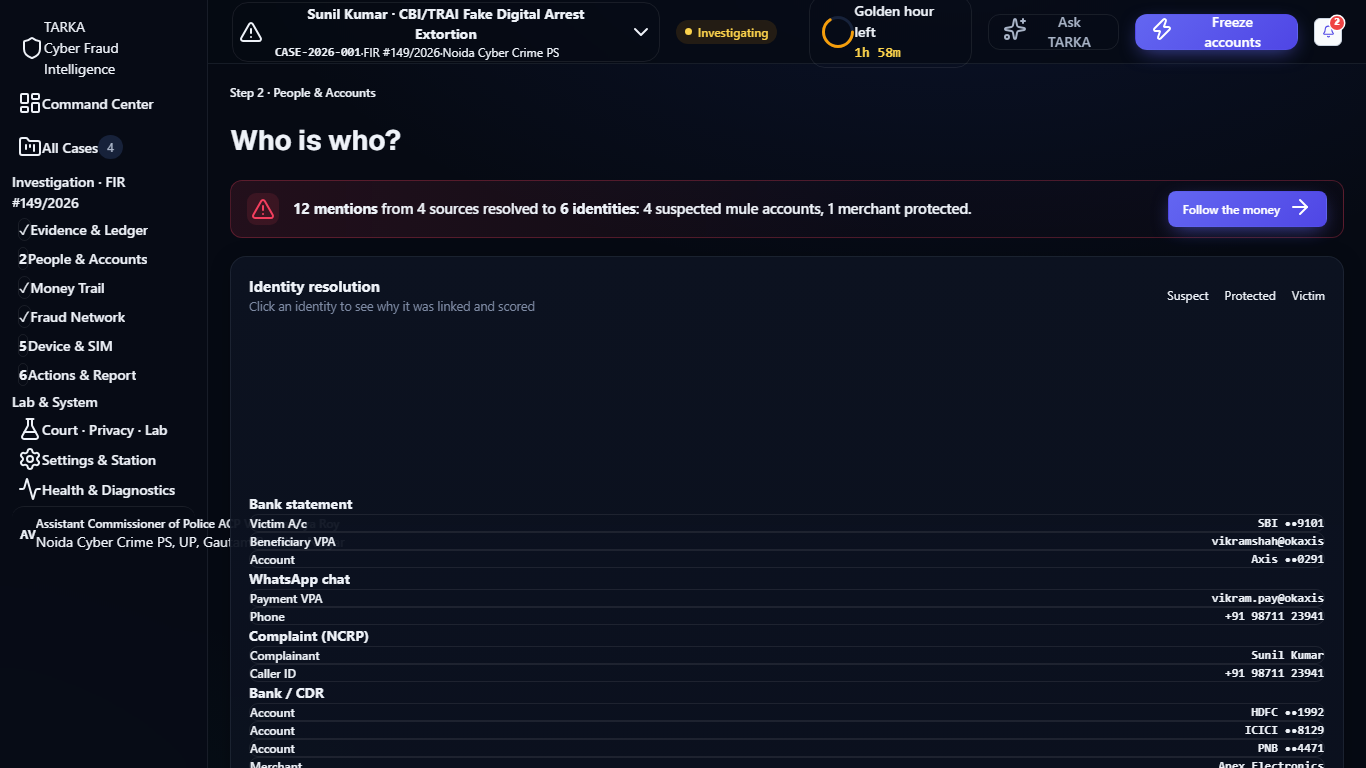 TARKA
Cyber Fraud
Intelligence
Command Center
All Cases 4
Investigation · FIR
#149/2026
✓Evidence & Ledger
2People & Accounts
✓Money Trail
✓Fraud Network
5Device & SIM
6Actions & Report
Lab & System
Court · Privacy · Lab
Settings & Station
Health & Diagnostics
AV
Assistant Commissioner of Police ACP
Noida Cyber Crime PS, UP,
Sunil Kumar · CBI/TRAI Fake Digital Arrest
Extortion
CASE-2026-001·FIR #149/2026·Noida Cyber Crime PS
Investigating
Golden hour
left
1h 58m
Ask
TARKA
Freeze
accounts
2
Step 2 · People & Accounts
Who is who?
12 mentions from 4 sources resolved to 6 identities: 4 suspected mule accounts, 1 merchant protected.
Follow the money
Identity resolution
Click an identity to see why it was linked and scored
Suspect Protected Victim
Bank statement
Victim A/c SBI ••9101
Beneficiary VPA vikramshah@okaxis
Account Axis ••0291
WhatsApp chat
Payment VPA vikram.pay@okaxis
Phone +91 98711 23941
Complaint (NCRP)
Complainant Sunil Kumar
Caller ID +91 98711 23941
Bank / CDR
Account HDFC ••1992
Account ICICI ••8129
Account PNB ••4471
Merchant Apex Electronics